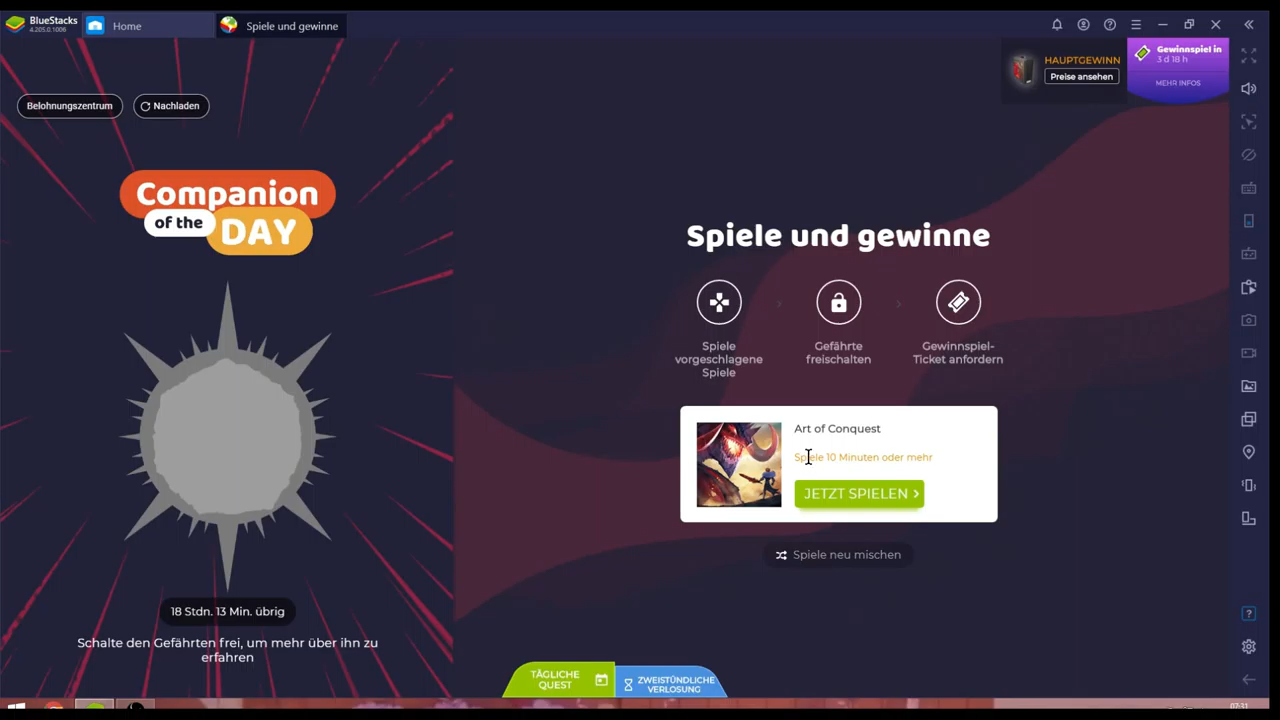 BlueStacks
4.205.0.1006
Home
Spiele und gewinne
HAUPTGEWINN
Preise ansehen
Gewinnspiel in
3 d 18 h
MEHR INFOS
Belohnungszentrum
Nachladen
Companion
of the
DAY
Spiele und gewinne
Spiele
vorgeschlagene
Spiele
Gefährte
freischalten
Gewinnspiel-
Ticket anfordern
Art of Conquest
Spiele 10 Minuten oder mehr
JETZT SPIELEN
Spiele neu mischen
18 Stdn. 13 Min. übrig
Schalte den Gefährten frei, um mehr über ihn zu
erfahren
TÄGLICHE
QUEST
ZWEISTÜNDLICHE
VERLOSUNG
07:31